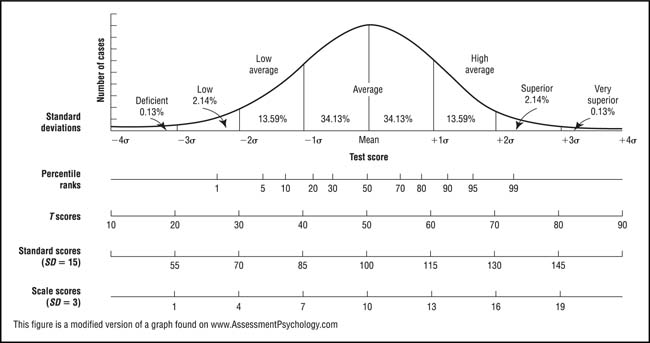 Number of cases
Low
average
High
average
Deficient
0.13%
Low
2.14%
Average
Superior
2.14%
Very
superior
0.13%
13.59% 34.13% 34.13% 13.59%
Standard
deviations
−4σ −3σ −2σ −1σ Mean +1σ +2σ +3σ +4σ
Test score
Percentile
ranks
1 5 10 20 30 50 70 80 90 95 99
T scores
10 20 30 40 50 60 70 80 90
Standard scores
(SD = 15)
55 70 85 100 115 130 145
Scale scores
(SD = 3)
1 4 7 10 13 16 19
This figure is a modified version of a graph found on www.AssessmentPsychology.com